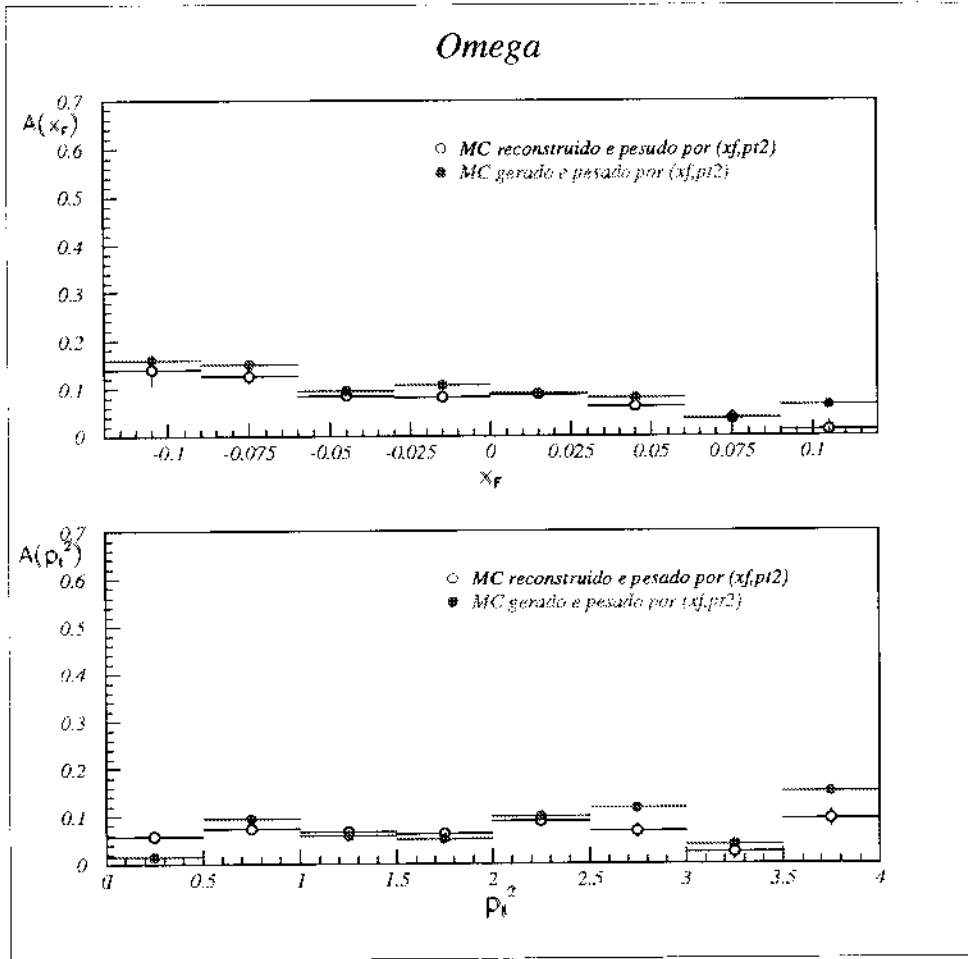 Omega
0.7
A(x_F)
0.6
0.5
0.4
0.3
0.2
0.1
0
MC reconstruido e pesudo por (xf,pt2)
MC gerado e pesado por (xf,pt2)
-0.1 -0.075 -0.05 -0.025 0 0.025 0.05 0.075 0.1
x_F
0.7
A(p_t^2)
0.6
0.5
0.4
0.3
0.2
0.1
0
MC reconstruido e pesado por (xf,pt2)
MC gerado e pesado por (xf,pt2)
0 0.5 1 1.5 2 2.5 3 3.5 4
p_t^2